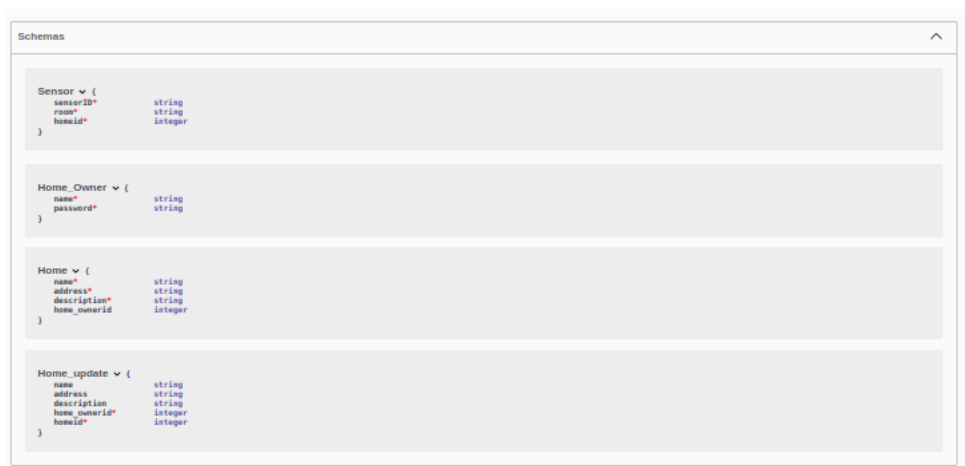 Schemas
Sensor {
sensorID* string
room* string
homeid* integer
}
Home_Owner {
name* string
password* string
}
Home {
name* string
address* string
description* string
home_ownerid integer
}
Home_update {
name string
address string
description string
home_ownerid* integer
homeid* integer
}